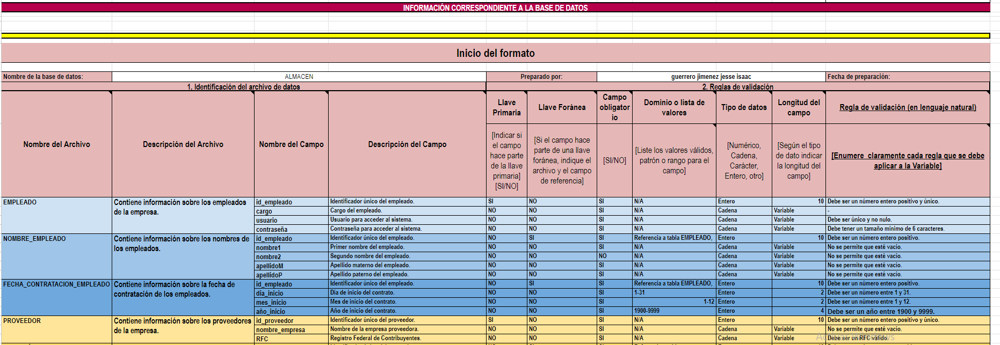 INFORMACIÓN CORRESPONDIENTE A LA BASE DE DATOS
Inicio del formato
Nombre de la base de datos: ALMACEN Preparado por: guerrero jimenez jesse isaac Fecha de preparación:
1, Identificación del archivo de datos 2. Reglas de validación
Nombre del Archivo
Descripción del Archivo
Nombre del Campo
Descripción del Campo
Llave
Primaria
Llave Foránea
Campo
obligator
io
Dominio o lista de
valores
Tipo de datos
Longitud del
campo
Regla de validación (en lenguaje natural)
[Indicar si
el campo
hace parte
de la llave
primaria]
[SI/NO]
[Si el campo hace
parte de una llave
foránea, indique el
archivo y el campo
de referencia]
[SI/NO]
[Liste los valores válidos,
patrón o rango para el
campo]
[Numérico,
Cadena,
Carácter,
Entero, otro]
[Según el tipo
de dato indicar
la longitud del
campo]
[Enumere claramente cada regla que se debe
aplicar a la Variable]
EMPLEADO
Contiene información sobre los empleados
de la empresa.
id_empleado Identificador único del empleado. SI NO SI N/A Entero 10 Debe ser un número entero positivo y único.
cargo Cargo del empleado. NO NO SI N/A Cadena Variable -
usuario Usuario para acceder al sistema. NO NO SI N/A Cadena Variable Debe ser único y no nulo.
contraseña Contraseña para acceder al sistema. NO NO SI N/A Cadena Variable Debe tener un tamaño mínimo de 6 caracteres.
NOMBRE_EMPLEADO
Contiene información sobre los nombres de
los empleados.
id_empleado Identificador único del empleado. NO SI SI Referencia a tabla EMPLEADO, Entero 10 Debe ser un número entero positivo.
nombre1 Primer nombre del empleado. NO NO SI N/A Cadena Variable No se permite que esté vacío.
nombre2 Segundo nombre del empleado. NO NO NO N/A Cadena Variable No se permite que esté vacío.
apellidoM Apellido materno del empleado. NO NO SI N/A Cadena Variable No se permite que esté vacío.
apellidoP Apellido paterno del empleado. NO NO SI N/A Cadena Variable No se permite que esté vacío.
FECHA_CONTRATACION_EMPLEADO
Contiene información sobre la fecha de
contratación de los empleados.
id_empleado Identificador único del empleado. NO SI SI Referencia a tabla EMPLEADO, Entero 10 Debe ser un número entero positivo.
dia_inicio Día de inicio del contrato. NO NO SI 1-31 Entero 2 Debe ser un número entre 1 y 31.
mes_inicio Mes de inicio del contrato. NO NO SI 1-12 Entero 2 Debe ser un número entre 1 y 12.
año_inicio Año de inicio del contrato. NO NO SI 1900-9999 Entero 4 Debe ser un año entre 1900 y 9999.
PROVEEDOR
Contiene información sobre los proveedores
de la empresa.
id_proveedor Identificador único del proveedor. SI NO SI N/A Entero 10 Debe ser un número entero positivo y único.
nombre_empresa Nombre de la empresa proveedora. NO NO SI N/A Cadena Variable No se permite que esté vacío.
RFC Registro Federal de Contribuyentes. NO NO SI N/A Cadena Variable Debe ser un RFC válido.
Activar Windows